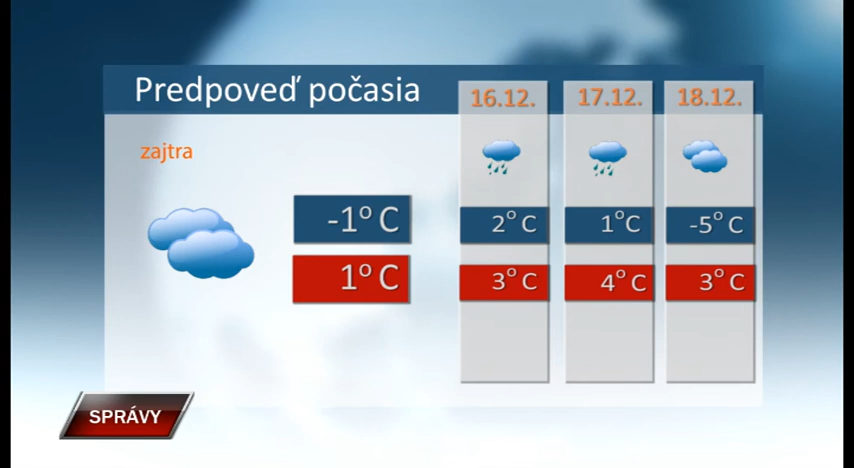 Predpoveď počasia
zajtra
-1° C
1° C
16.12. 17.12. 18.12.
2° C 1°C -5° C
3° C 4° C 3° C
SPRÁVY